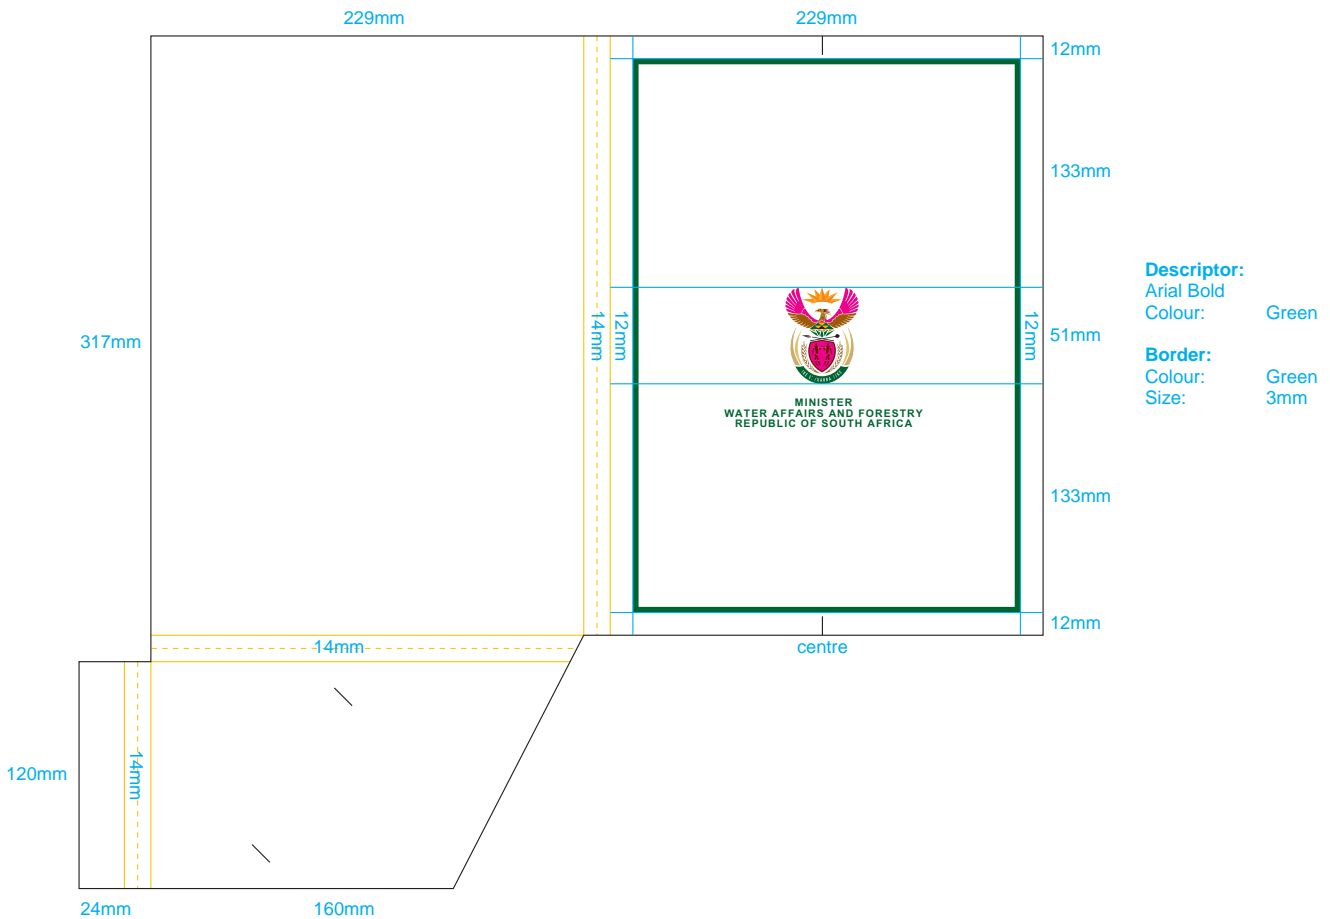 229mm
229mm
12mm
133mm
Descriptor:
Arial Bold
Colour: Green
317mm
14mm
12mm
12mm
51mm
Border:
Colour: Green
Size: 3mm
MINISTER
WATER AFFAIRS AND FORESTRY
REPUBLIC OF SOUTH AFRICA
133mm
12mm
14mm
centre
120mm
14mm
24mm
160mm